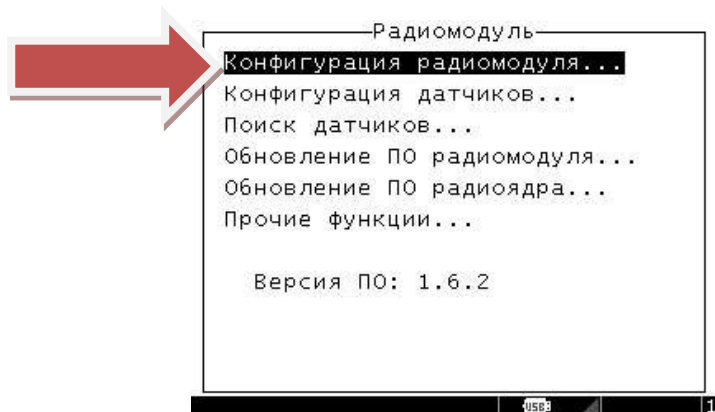 Радиомодуль
Конфигурация радиомодуля...
Конфигурация датчиков...
Поиск датчиков...
Обновление ПО радиомодуля...
Обновление ПО радиоядра...
Прочие функции...
Версия ПО: 1.6.2
USB 1